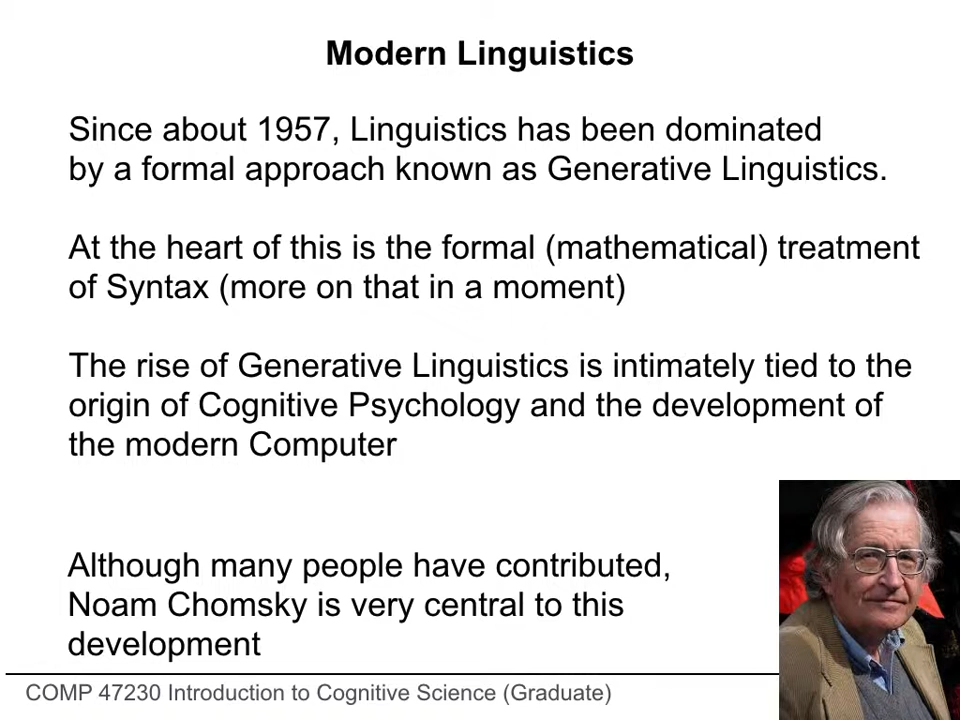 Modern Linguistics
Since about 1957, Linguistics has been dominated
by a formal approach known as Generative Linguistics.
At the heart of this is the formal (mathematical) treatment
of Syntax (more on that in a moment)
The rise of Generative Linguistics is intimately tied to the
origin of Cognitive Psychology and the development of
the modern Computer
Although many people have contributed,
Noam Chomsky is very central to this
development
COMP 47230 Introduction to Cognitive Science (Graduate)